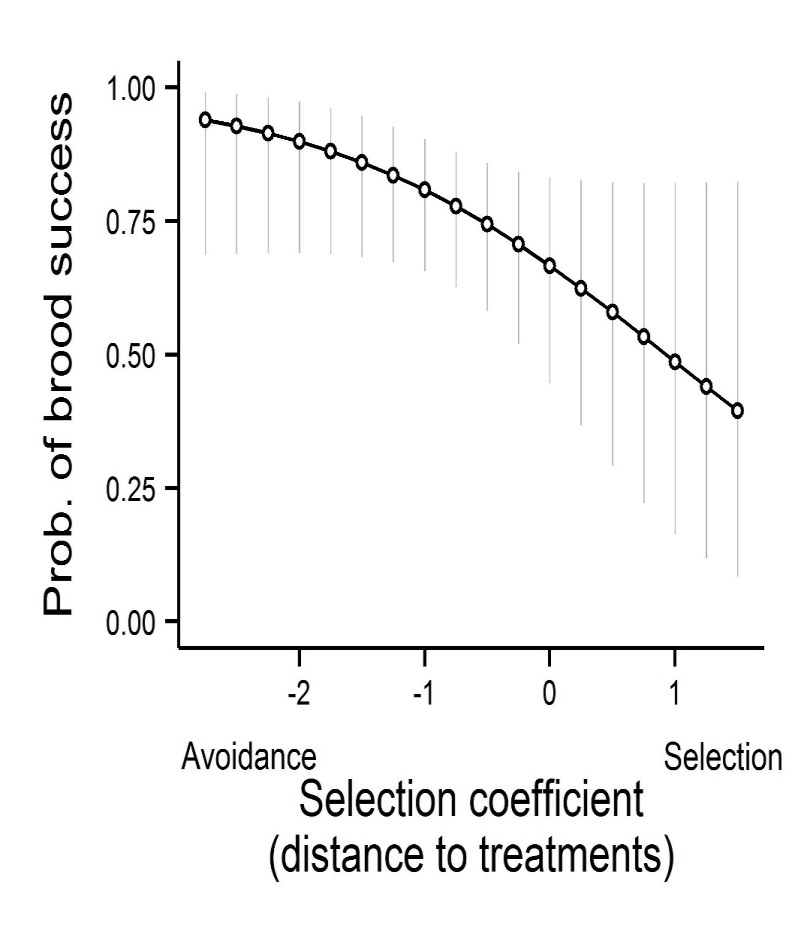 Prob. of brood success
1.00
0.75
0.50
0.25
0.00
-2 -1 0 1
Avoidance Selection
Selection coefficient
(distance to treatments)